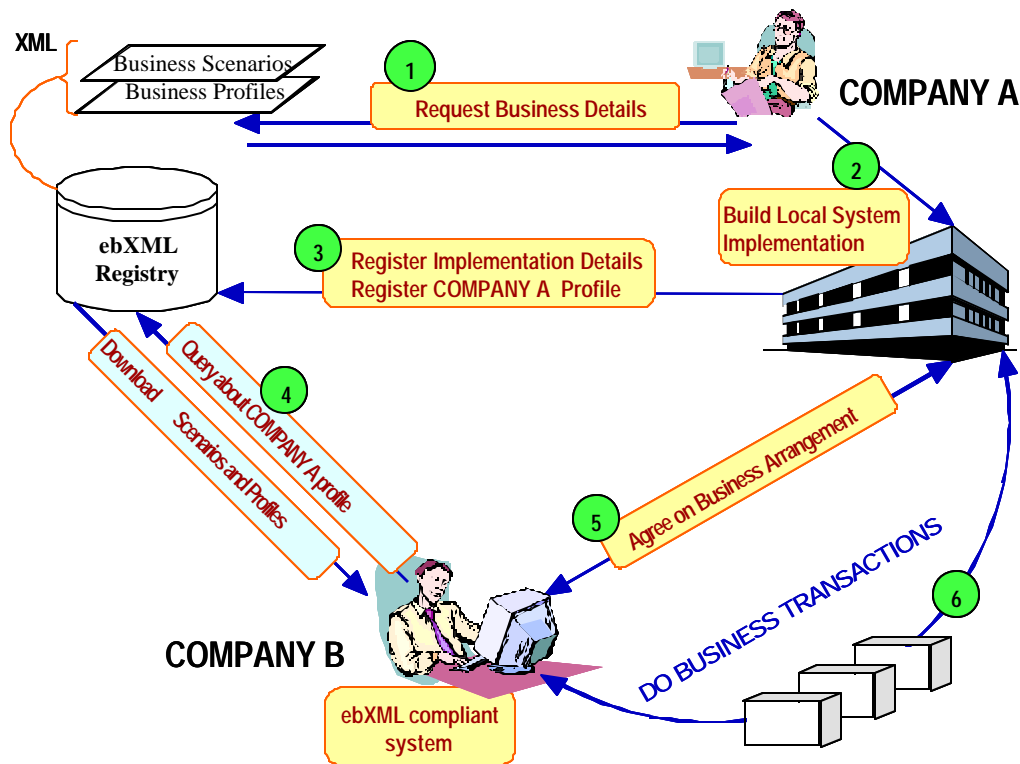 XML
Business Scenarios
Business Profiles
1
Request Business Details
COMPANY A
2
Build Local System
Implementation
ebXML
Registry
3
Register Implementation Details
Register COMPANY A Profile
4
Query about COMPANY A profile
Download Scenarios and Profiles
5
Agree on Business Arrangement
6
DO BUSINESS TRANSACTIONS
COMPANY B
ebXML compliant
system